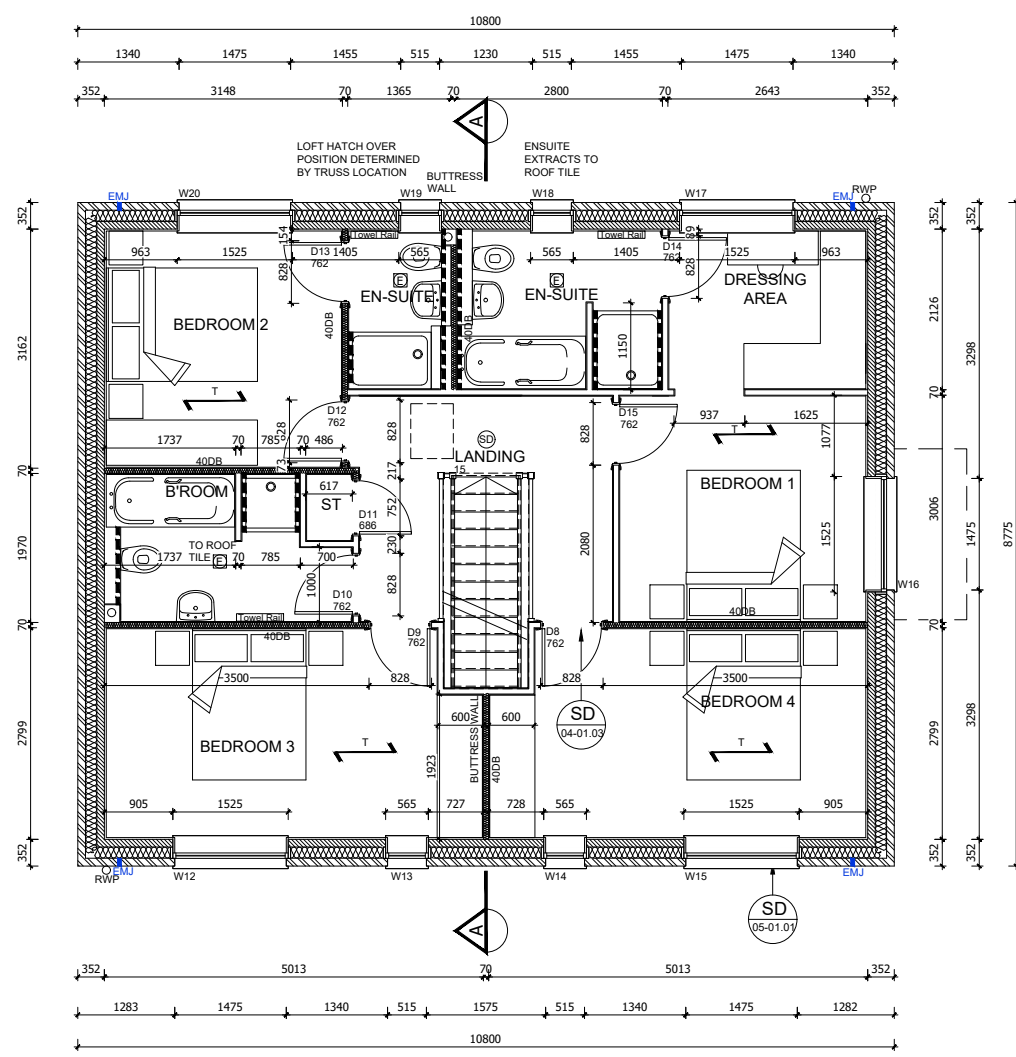 10800
1340 1475 1455 515 1230 515 1455 1475 1340
352 3148 70 1365 70 2800 70 2643 352
A
LOFT HATCH OVER
POSITION DETERMINED
BY TRUSS LOCATION
BUTTRESS
WALL
ENSUITE
EXTRACTS TO
ROOF TILE
EMJ
W20
W19
W18
W17
EMJ
RWP
352
3162
70
1970
70
2799
352
154
828
D13
762
Towel Rail
963 1525 1405 565
565 1405 1525 963
Towel Rail
89
D14
762
828
E
EN-SUITE
E
EN-SUITE
DRESSING
AREA
BEDROOM 2
40DB
40DB
1150
T
D12
762
828
1737 70 785 70 486
73
40DB
828
217
752
230
828
SD
LANDING
15
828
2080
D15
762
937 1625
T
1077
BEDROOM 1
1525
40DB
W16
B'ROOM
617
ST
D11
686
TO ROOF
TILE
E
1737 70 785 700
1000
D10
762
Towel Rail
40DB
D9
762
D8
762
3500 828
828 3500
SD
04-01.03
BEDROOM 3
T
BEDROOM 4
T
600 600
1923
BUTTRESS WALL
40DB
905 1525 565 727 728 565 1525 905
352
2126
70
3006
70
2799
352
352
3298
1475
3298
352
8775
RWP
EMJ
W12
W13
W14
W15
EMJ
SD
05-01.01
A
352 5013 70 5013 352
1283 1475 1340 515 1575 515 1340 1475 1282
10800